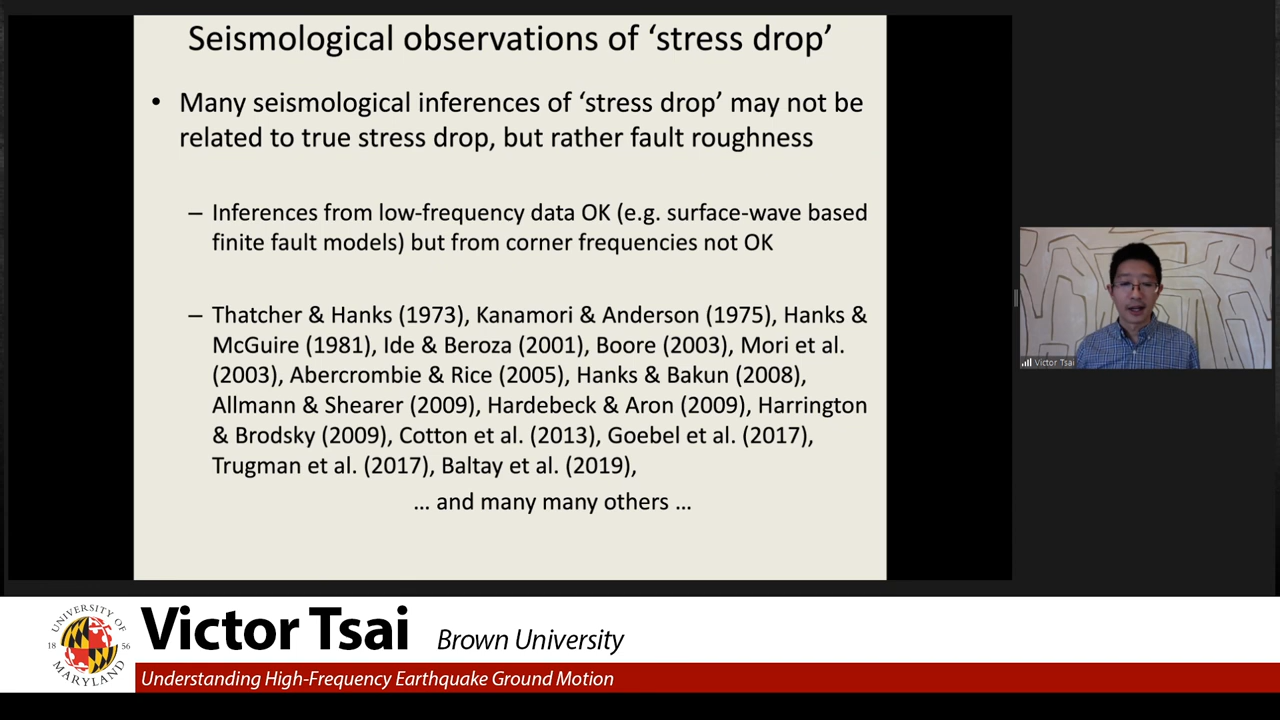 Seismological observations of ‘stress drop’
• Many seismological inferences of ‘stress drop’ may not be
related to true stress drop, but rather fault roughness
– Inferences from low-frequency data OK (e.g. surface-wave based
finite fault models) but from corner frequencies not OK
– Thatcher & Hanks (1973), Kanamori & Anderson (1975), Hanks &
McGuire (1981), Ide & Beroza (2001), Boore (2003), Mori et al.
(2003), Abercrombie & Rice (2005), Hanks & Bakun (2008),
Allmann & Shearer (2009), Hardebeck & Aron (2009), Harrington
& Brodsky (2009), Cotton et al. (2013), Goebel et al. (2017),
Trugman et al. (2017), Baltay et al. (2019),
… and many many others …
Victor Tsai
UNIVERSITY OF
18 56
MARYLAND
Victor Tsai Brown University
Understanding High-Frequency Earthquake Ground Motion